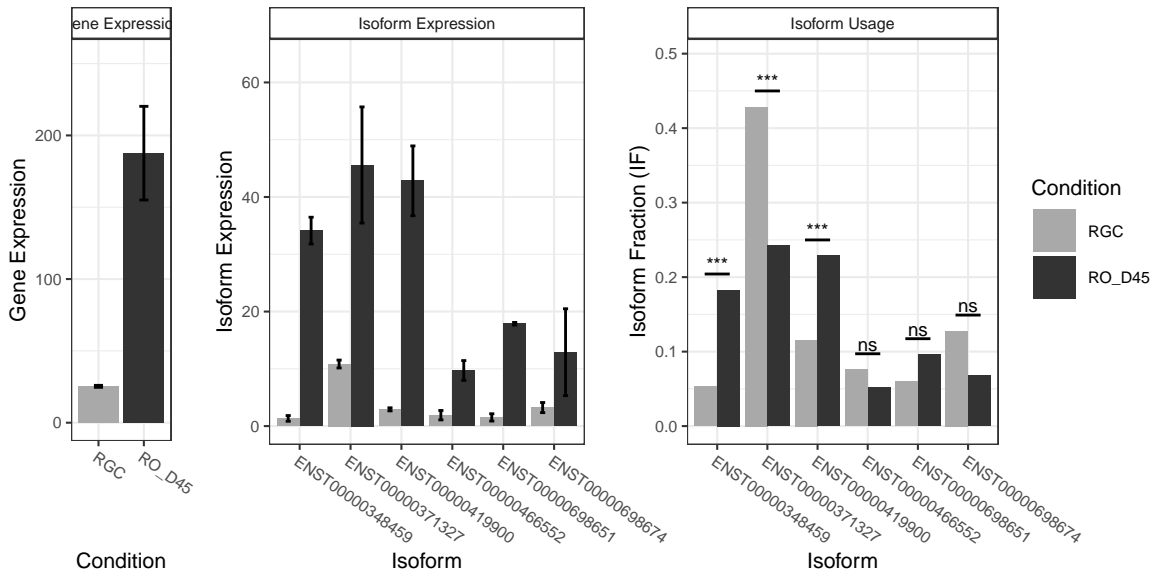 ene Expressio
Isoform Expression
Isoform Usage
Gene Expression
200
100
0
RGC
RO_D45
Condition
Isoform Expression
60
40
20
0
ENST00000348459
ENST00000371327
ENST00000419900
ENST00000466552
ENST00000698651
ENST00000698674
Isoform
Isoform Fraction (IF)
0.5
0.4
0.3
0.2
0.1
0.0
***
***
***
ns
ns
ns
ENST00000348459
ENST00000371327
ENST00000419900
ENST00000466552
ENST00000698651
ENST00000698674
Isoform
Condition
RGC
RO_D45